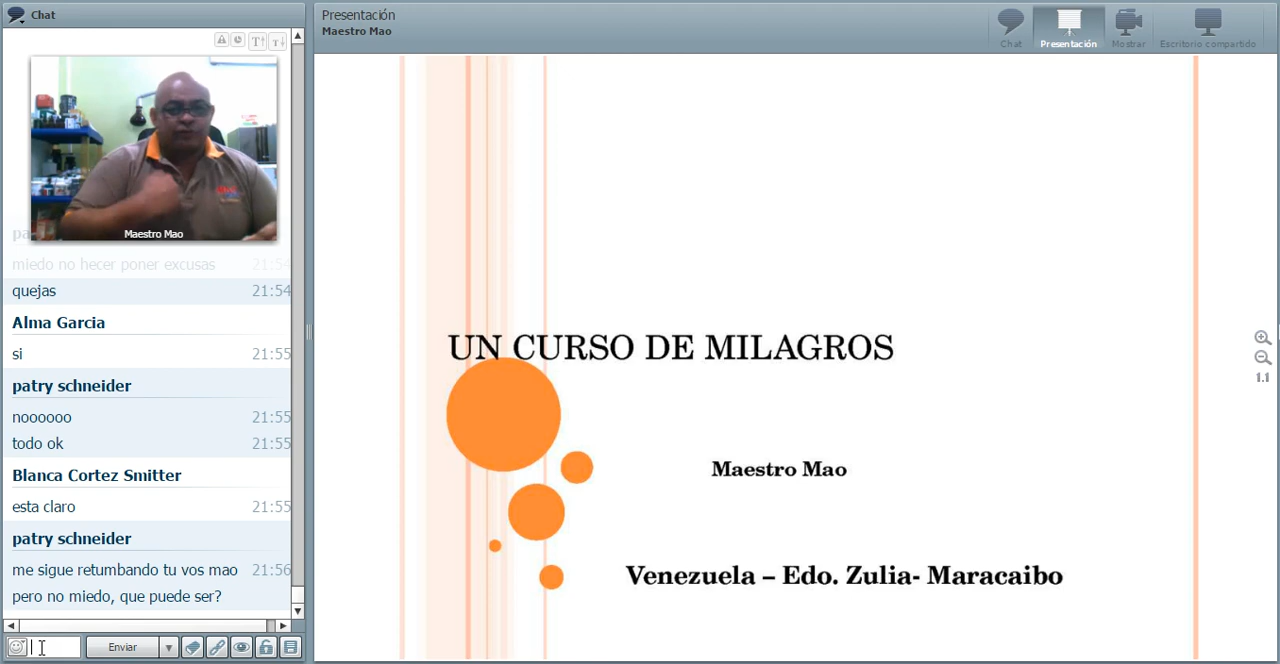 Chat
T↑ T↓
Maestro Mao
pa
miedo no hacer poner excusas 21:54
quejas 21:54
Alma Garcia
si 21:55
patry schneider
noooooo 21:55
todo ok 21:55
Blanca Cortez Smitter
esta claro 21:55
patry schneider
me sigue retumbando tu vos mao 21:56
pero no miedo, que puede ser?
Enviar
Presentación
Maestro Mao
Chat
Presentación
Mostrar
Escritorio compartido
UN CURSO DE MILAGROS
Maestro Mao
Venezuela – Edo. Zulia- Maracaibo
1.1